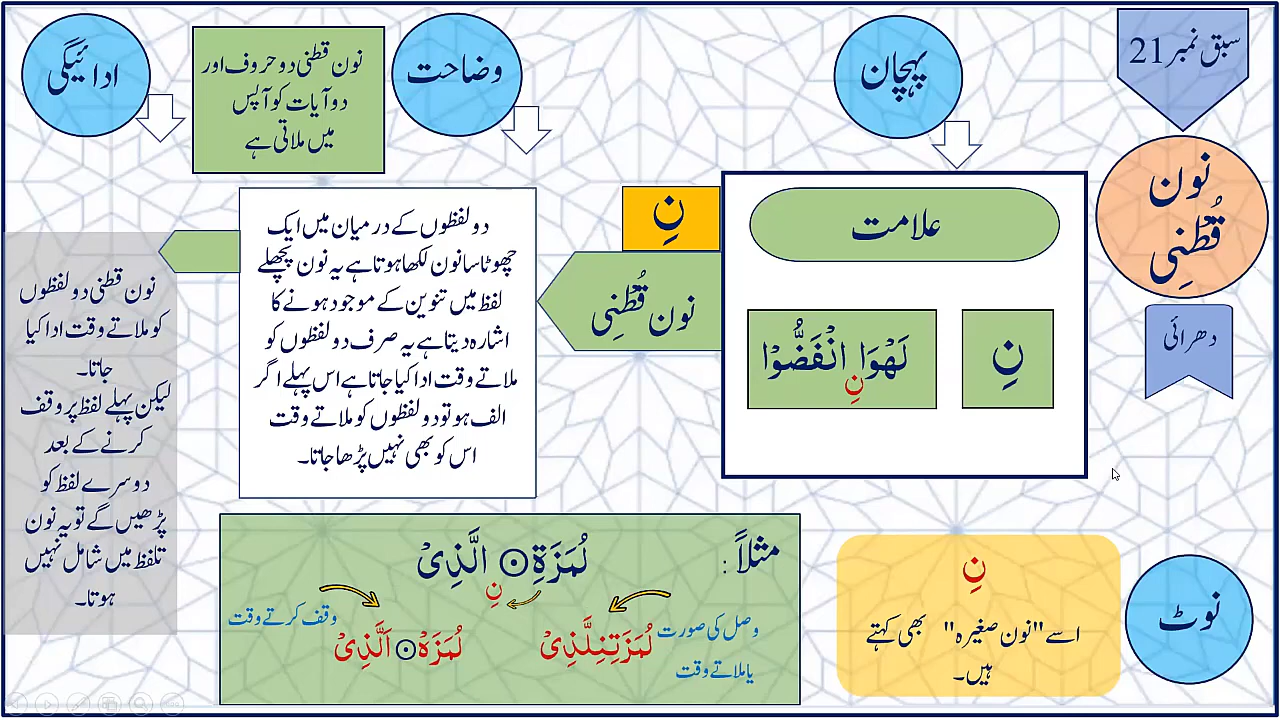 سبق نمبر 21
نون
قُطْنِی
دھرائی
پہچان
علامت
نِ
لَهْوَا ۨانْفَضُّوْا
نِ
نون قُطْنِی
وضاحت
نون قطنی دو حروف اور
دو آیات کو آپس
میں ملاتی ہے
دو لفظوں کے درمیان میں ایک
چھوٹا سا نون لکھا ہوتا ہے یہ نون پچھلے
لفظ میں تنوین کے موجود ہونے کا
اشارہ دیتا ہے یہ صرف دو لفظوں کو
ملاتے وقت ادا کیا جاتا ہے اس پہلے اگر
الف ہو تو دو لفظوں کو ملاتے وقت
اس کو بھی نہیں پڑھا جاتا۔
ادائیگی
نون قطنی دو لفظوں
کو ملاتے وقت ادا کیا
جاتا۔
لیکن پہلے لفظ پر وقف
کرنے کے بعد
دوسرے لفظ کو
پڑھیں گے تو یہ نون
تلفظ میں شامل نہیں
ہوتا۔
مثلاً :
لُمَزَةِ ⊙ الَّذِیْ
نِ
وصل کی صورت
یا ملاتے وقت
لُمَزَتِنِلَّذِیْ
وقف کرتے وقت
لُمَزَهْ ⊙ اَلَّذِیْ
نوٹ
نِ
اسے "نون صغیرہ" بھی کہتے
ہیں۔